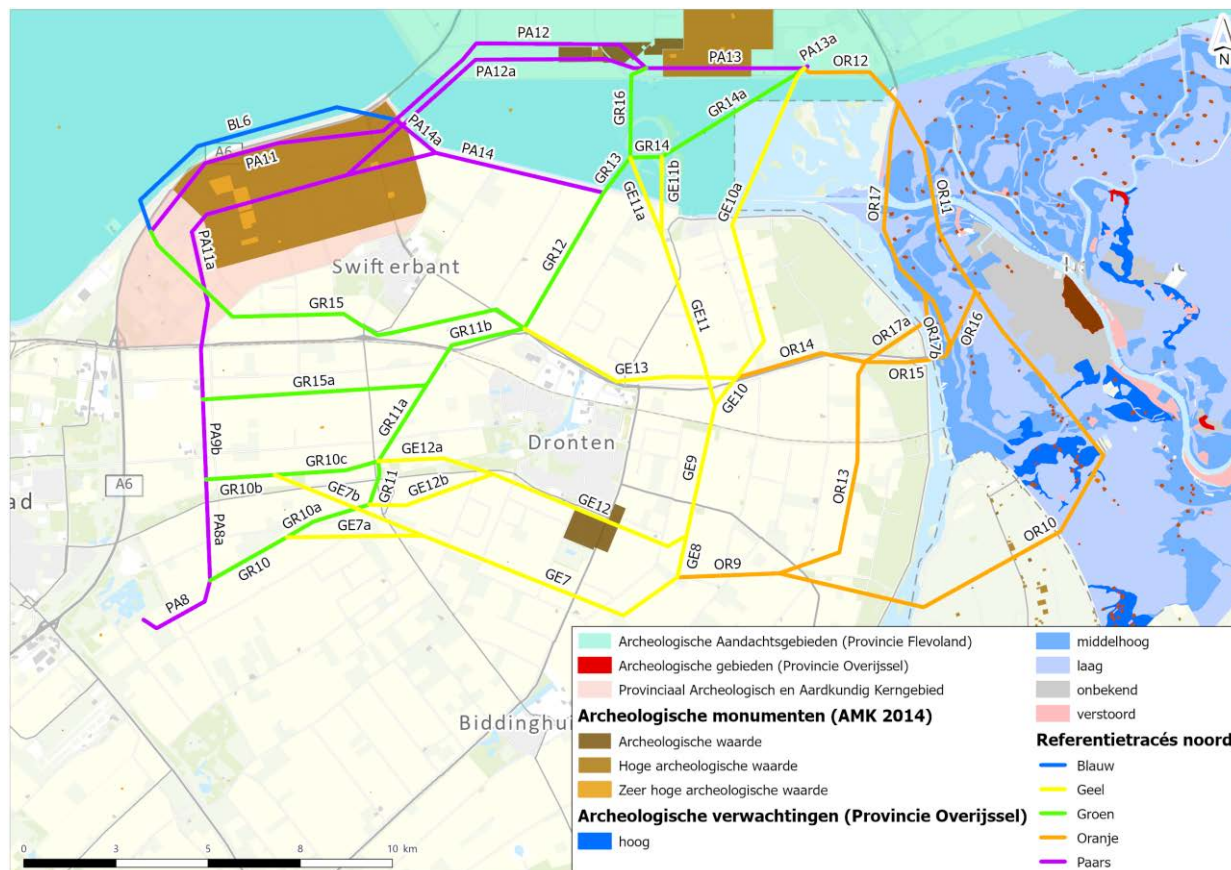 PA12
PA13a
PA13
OR12
PA12a
N
BL6
GR16
GR14a
A6
PA14a
PA11
PA14
GR14
GR13
GE11b
GE11a
GE10a
OR17
OR11
PA11a
Swifterbant
GR12
GE11
GR15
GR11b
OR17a
OR17b
OR16
OR14
OR15
GE13
GE10
GR15a
GR11a
Dronten
PA9b
GE12a
GE9
OR13
GR10c
A6
GR10b
GR11
GE12b
ad
GE7b
GE12
GR10a
GE7a
PA8a
OR10
GE8
GR10
OR9
GE7
PA8
Biddinghui
Archeologische Aandachtsgebieden (Provincie Flevoland)
Archeologische gebieden (Provincie Overijssel)
Provinciaal Archeologisch en Aardkundig Kerngebied
Archeologische monumenten (AMK 2014)
Archeologische waarde
Hoge archeologische waarde
Zeer hoge archeologische waarde
Archeologische verwachtingen (Provincie Overijssel)
hoog
middelhoog
laag
onbekend
verstoord
Referentietracés noord
Blauw
Geel
Groen
Oranje
Paars
0 3 6 10 km